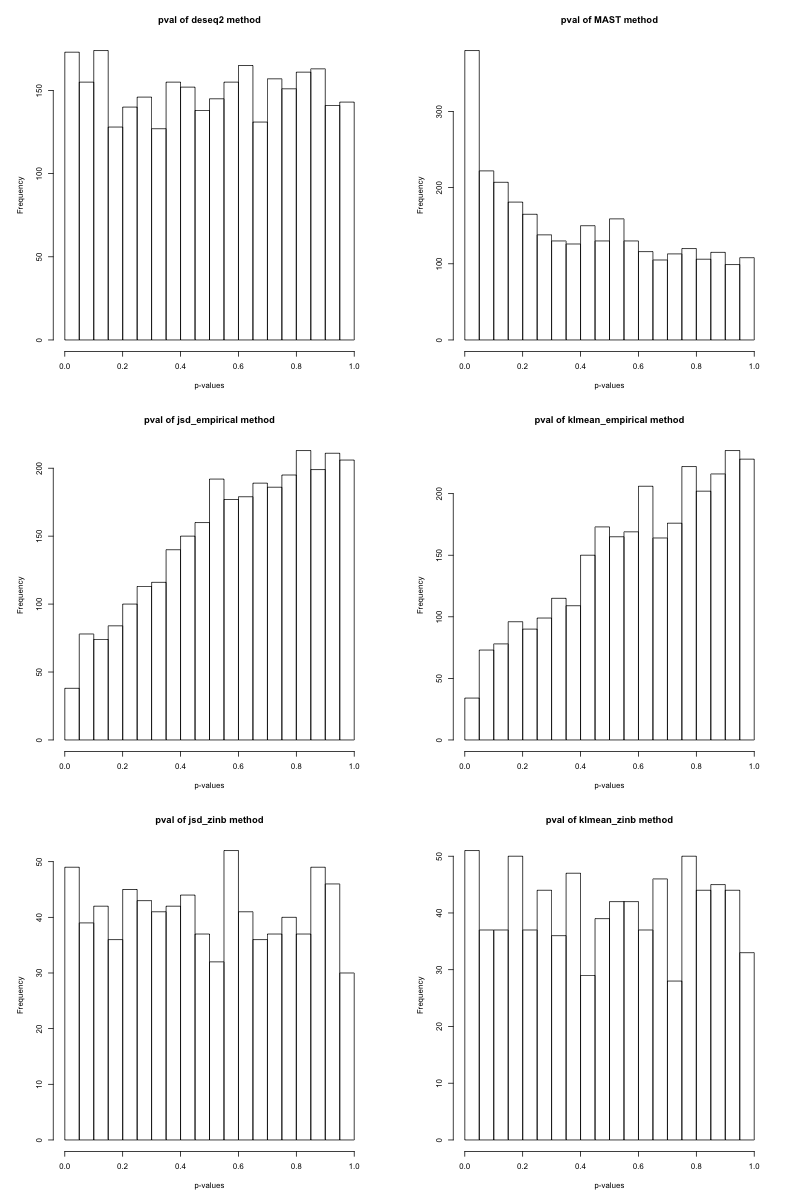 pval of deseq2 method
Frequency
0
50
100
150
0.0 0.2 0.4 0.6 0.8 1.0
p-values
pval of MAST method
Frequency
0
100
200
300
0.0 0.2 0.4 0.6 0.8 1.0
p-values
pval of jsd_empirical method
Frequency
0
50
100
150
200
0.0 0.2 0.4 0.6 0.8 1.0
p-values
pval of klmean_empirical method
Frequency
0
50
100
150
200
0.0 0.2 0.4 0.6 0.8 1.0
p-values
pval of jsd_zinb method
Frequency
0
10
20
30
40
50
0.0 0.2 0.4 0.6 0.8 1.0
p-values
pval of klmean_zinb method
Frequency
0
10
20
30
40
50
0.0 0.2 0.4 0.6 0.8 1.0
p-values